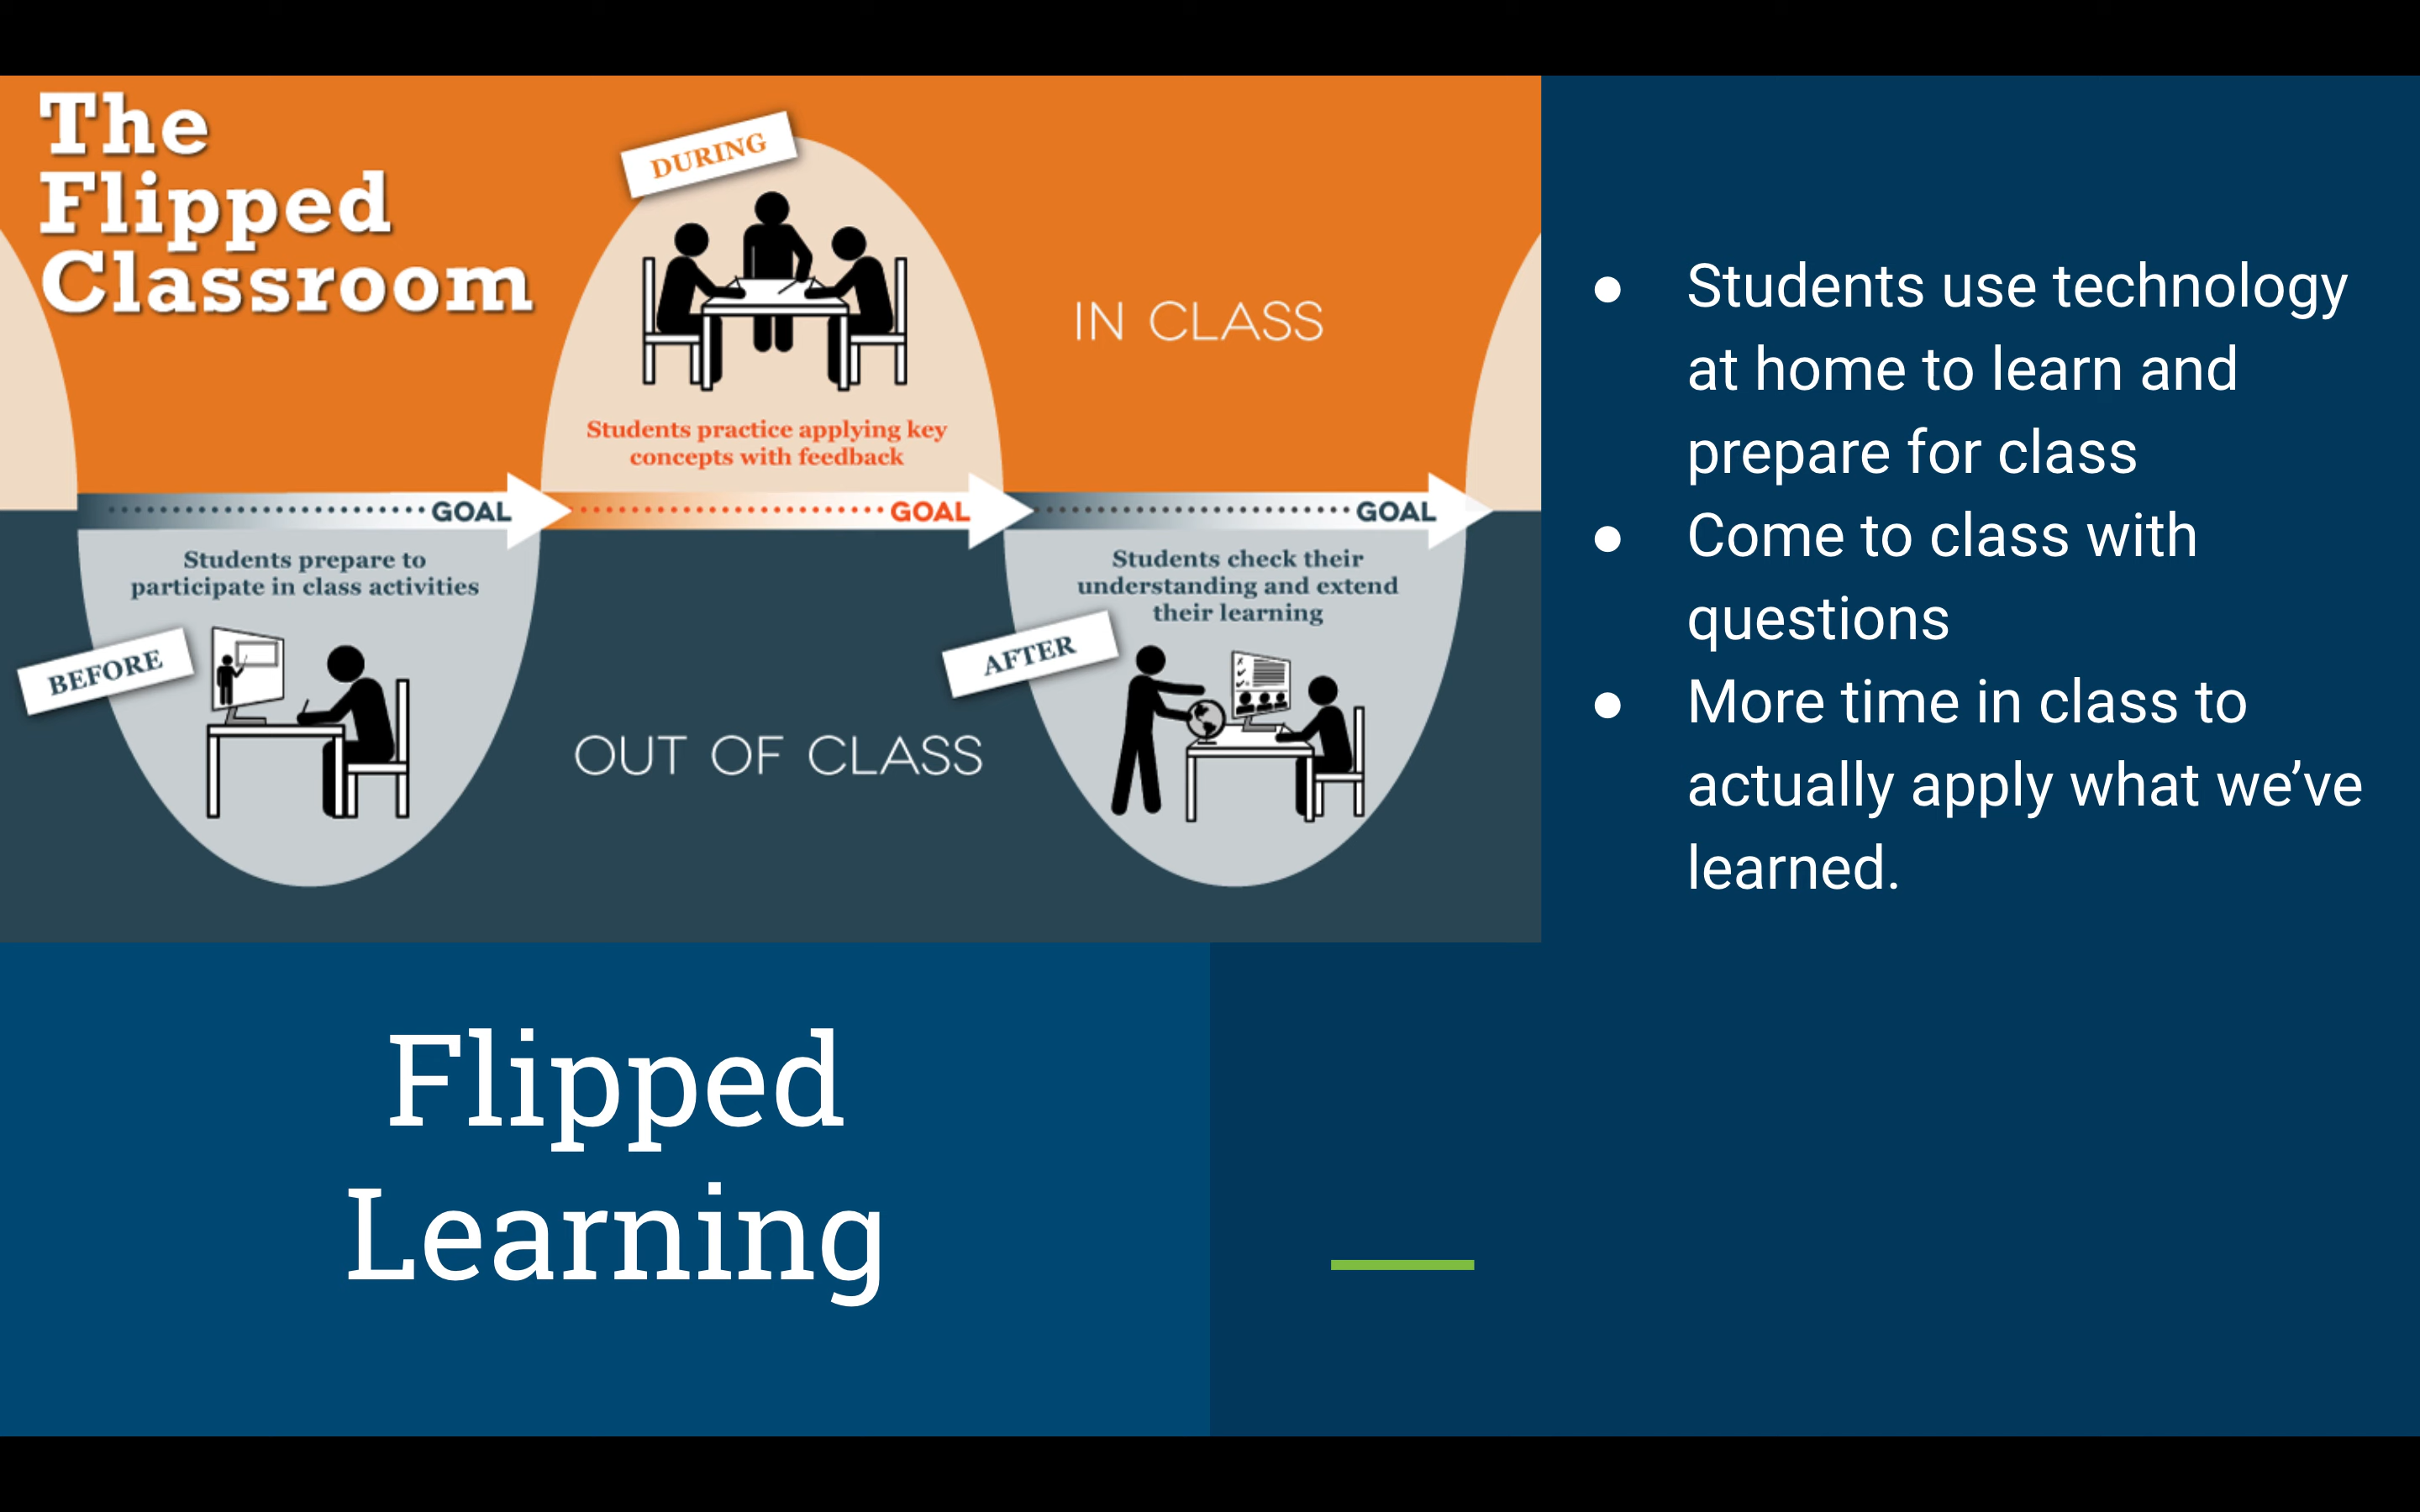 The
Flipped
Classroom
DURING
IN CLASS
Students practice applying key
concepts with feedback
GOAL
GOAL
GOAL
Students prepare to
participate in class activities
BEFORE
OUT OF CLASS
Students check their
understanding and extend
their learning
AFTER
● Students use technology
at home to learn and
prepare for class
● Come to class with
questions
● More time in class to
actually apply what we’ve
learned.
Flipped
Learning